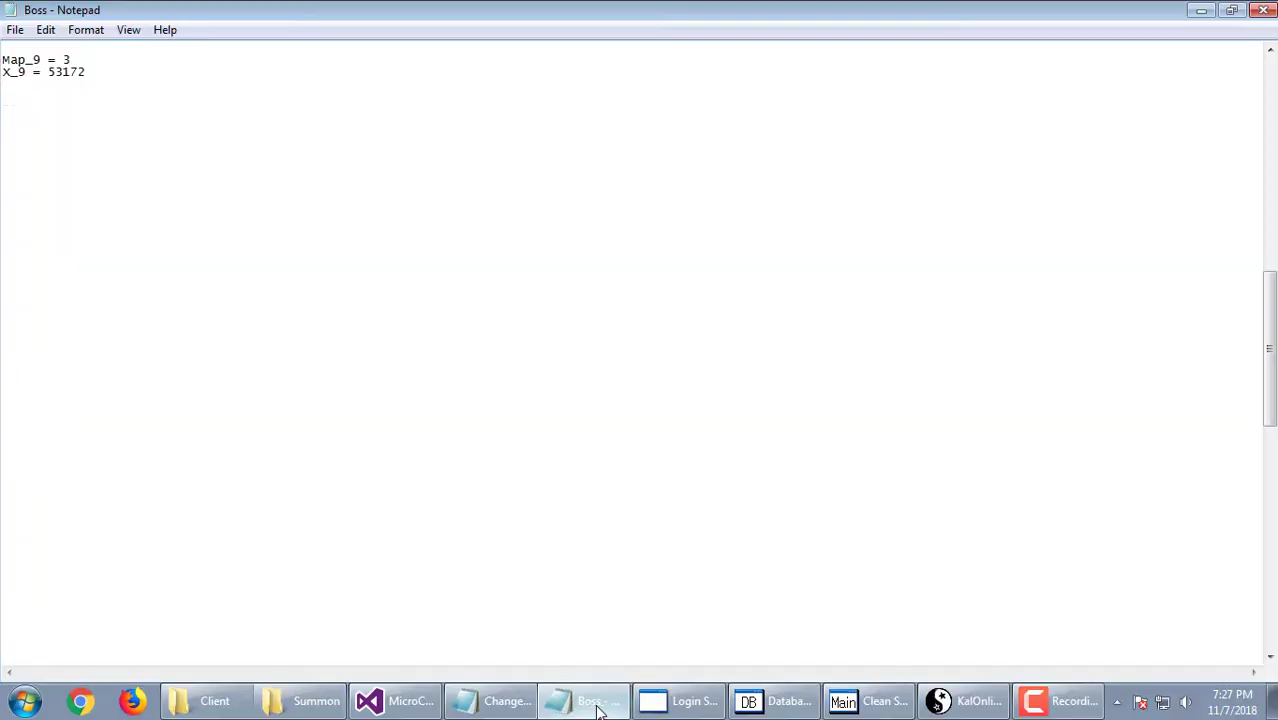 Boss - Notepad
File Edit Format View Help
Map_9 = 3
X_9 = 53172
Client
Summon
MicroC...
Change...
Boss - ...
Login S...
DB
Databa...
Main
Clean S...
KalOnli...
Recordi...
7:27 PM
11/7/2018